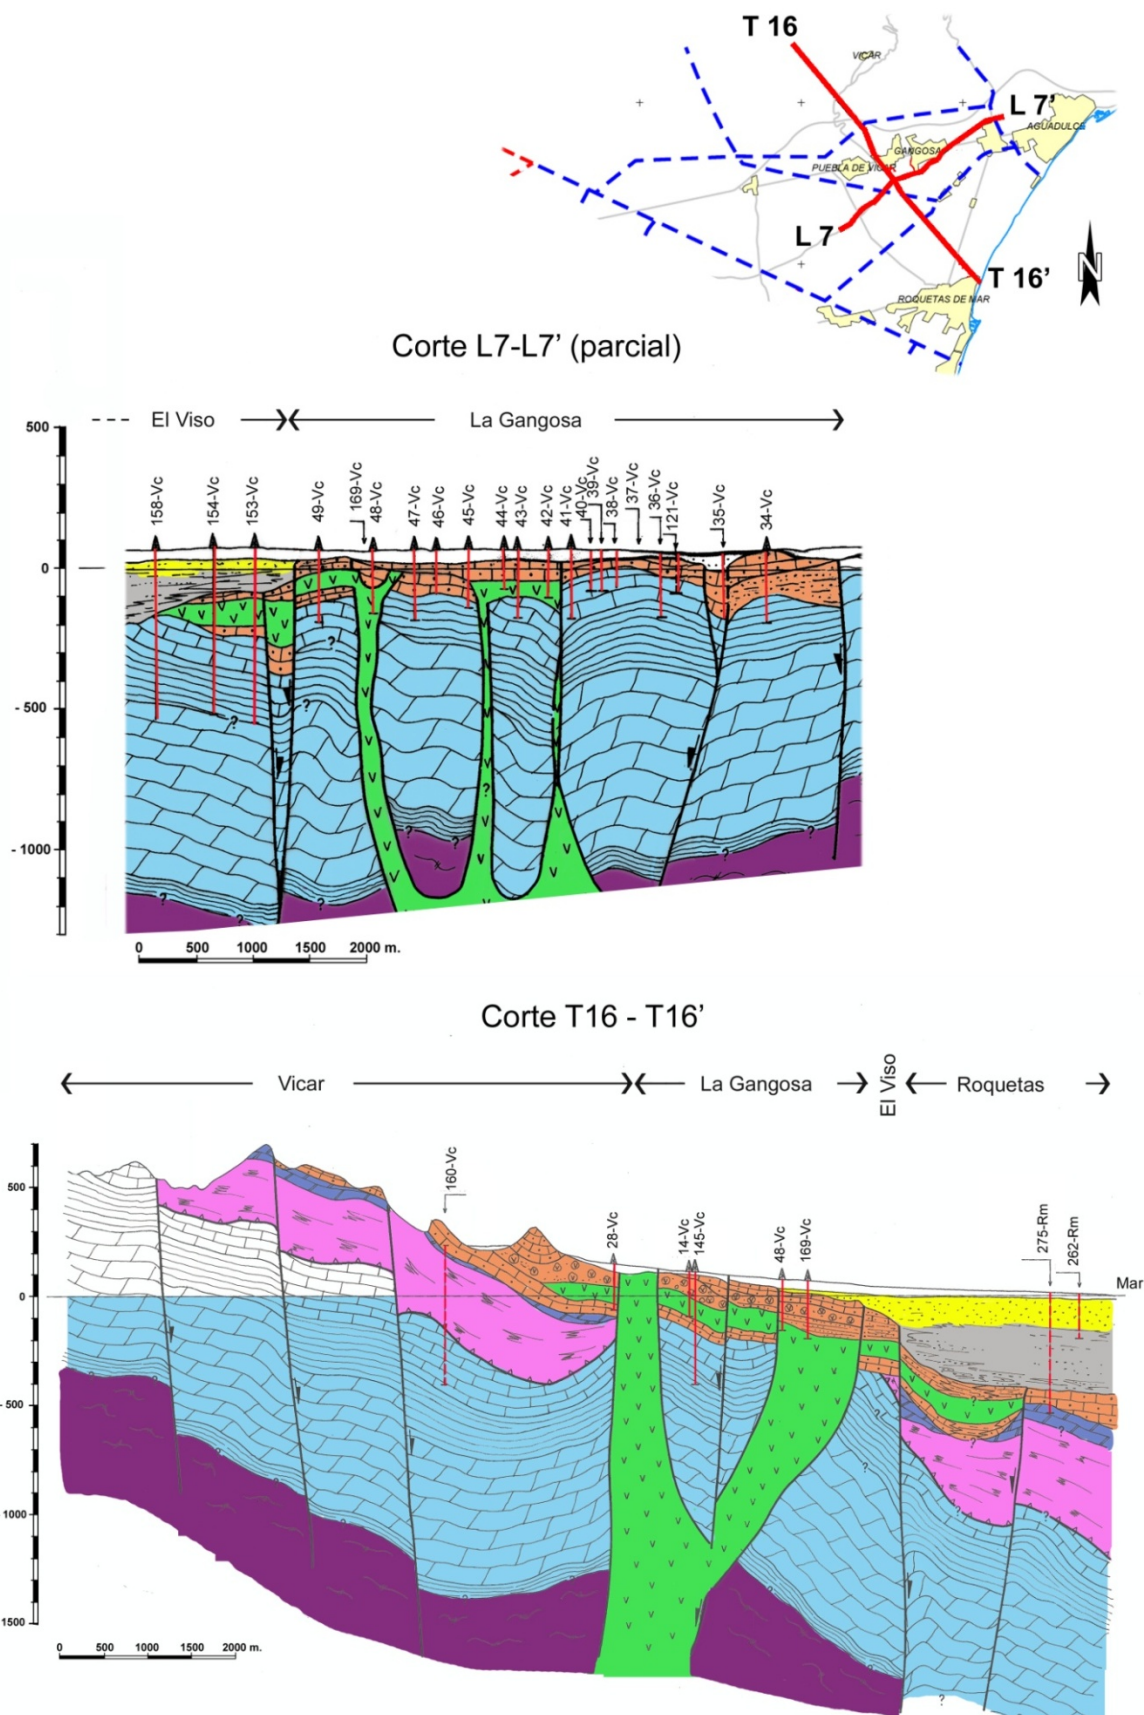 T 16
VICAR
L 7'
AGUADULCE
GANGOSA
PUEBLA DE VICAR
L 7
T 16'
N
ROQUETAS DE MAR
Corte L7-L7' (parcial)
El Viso
La Gangosa
500
0
- 500
- 1000
158-Vc
154-Vc
153-Vc
49-Vc
169-Vc
48-Vc
47-Vc
46-Vc
45-Vc
44-Vc
43-Vc
42-Vc
41-Vc
40-Vc
39-Vc
38-Vc
37-Vc
36-Vc
121-Vc
35-Vc
34-Vc
0 500 1000 1500 2000 m.
Corte T16 - T16'
Vicar
La Gangosa
El Viso
Roquetas
500
0
- 500
1000
1500
160-Vc
28-Vc
14-Vc
145-Vc
48-Vc
169-Vc
275-Rm
262-Rm
Mar
0 500 1000 1500 2000 m.